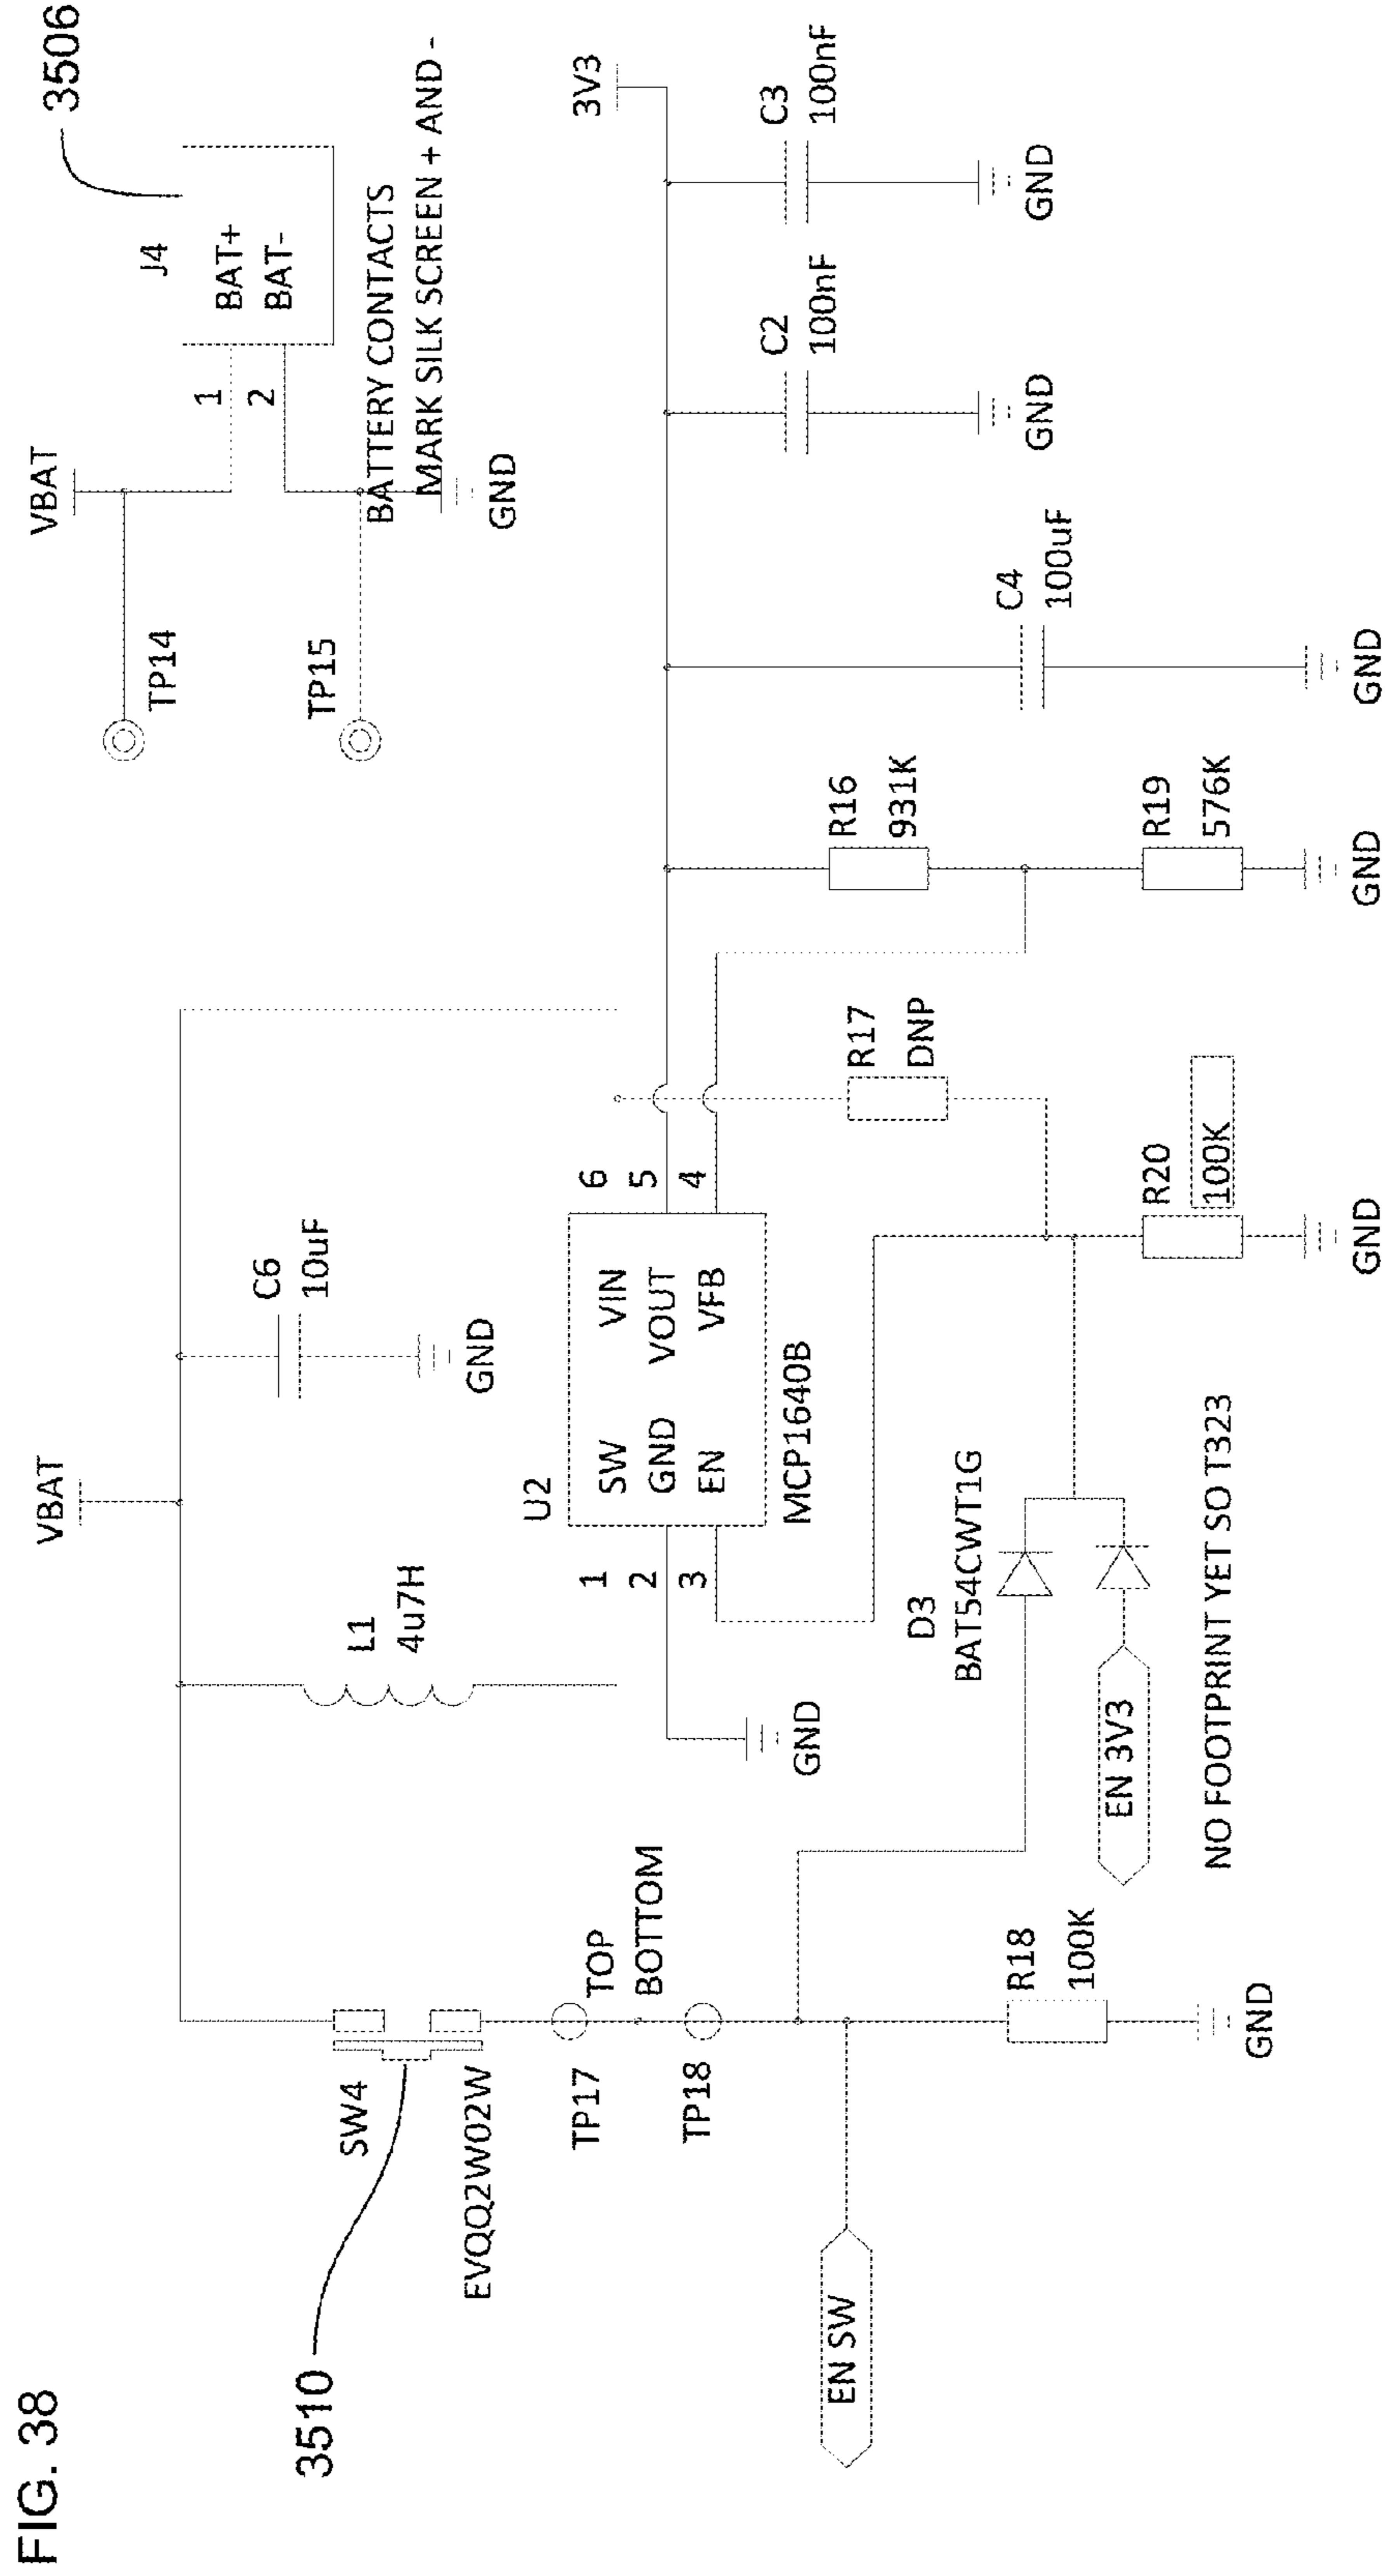 FIG. 38
3506
VBAT
TP14
TP15
J4
1
2
BAT+
BAT-
BATTERY CONTACTS
MARK SILK SCREEN + AND -
GND
VBAT
3510
SW4
EVQQ2W02W
TP17
TOP
BOTTOM
TP18
EN SW
R18
100K
GND
L1
4u7H
C6
10uF
GND
U2
1
2
3
SW
GND
EN
VIN
VOUT
VFB
6
5
4
MCP1640B
GND
D3
BAT54CWT1G
EN 3V3
NO FOOTPRINT YET SO T323
R17
DNP
R20
100K
GND
R16
931K
R19
576K
GND
C4
100uF
GND
C2
100nF
GND
C3
100nF
GND
3V3